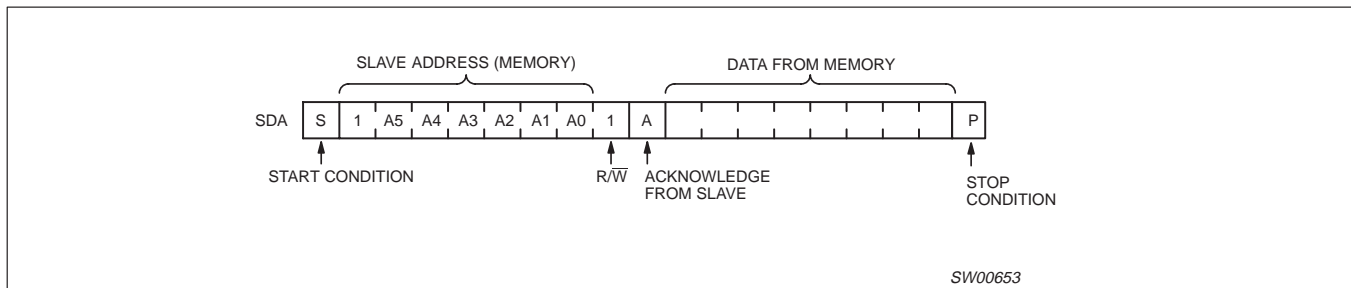 SLAVE ADDRESS (MEMORY) DATA FROM MEMORY
SDA S 1 A5 A4 A3 A2 A1 A0 1 A P
START CONDITION R/W̅ ACKNOWLEDGE
FROM SLAVE STOP
CONDITION
SW00653